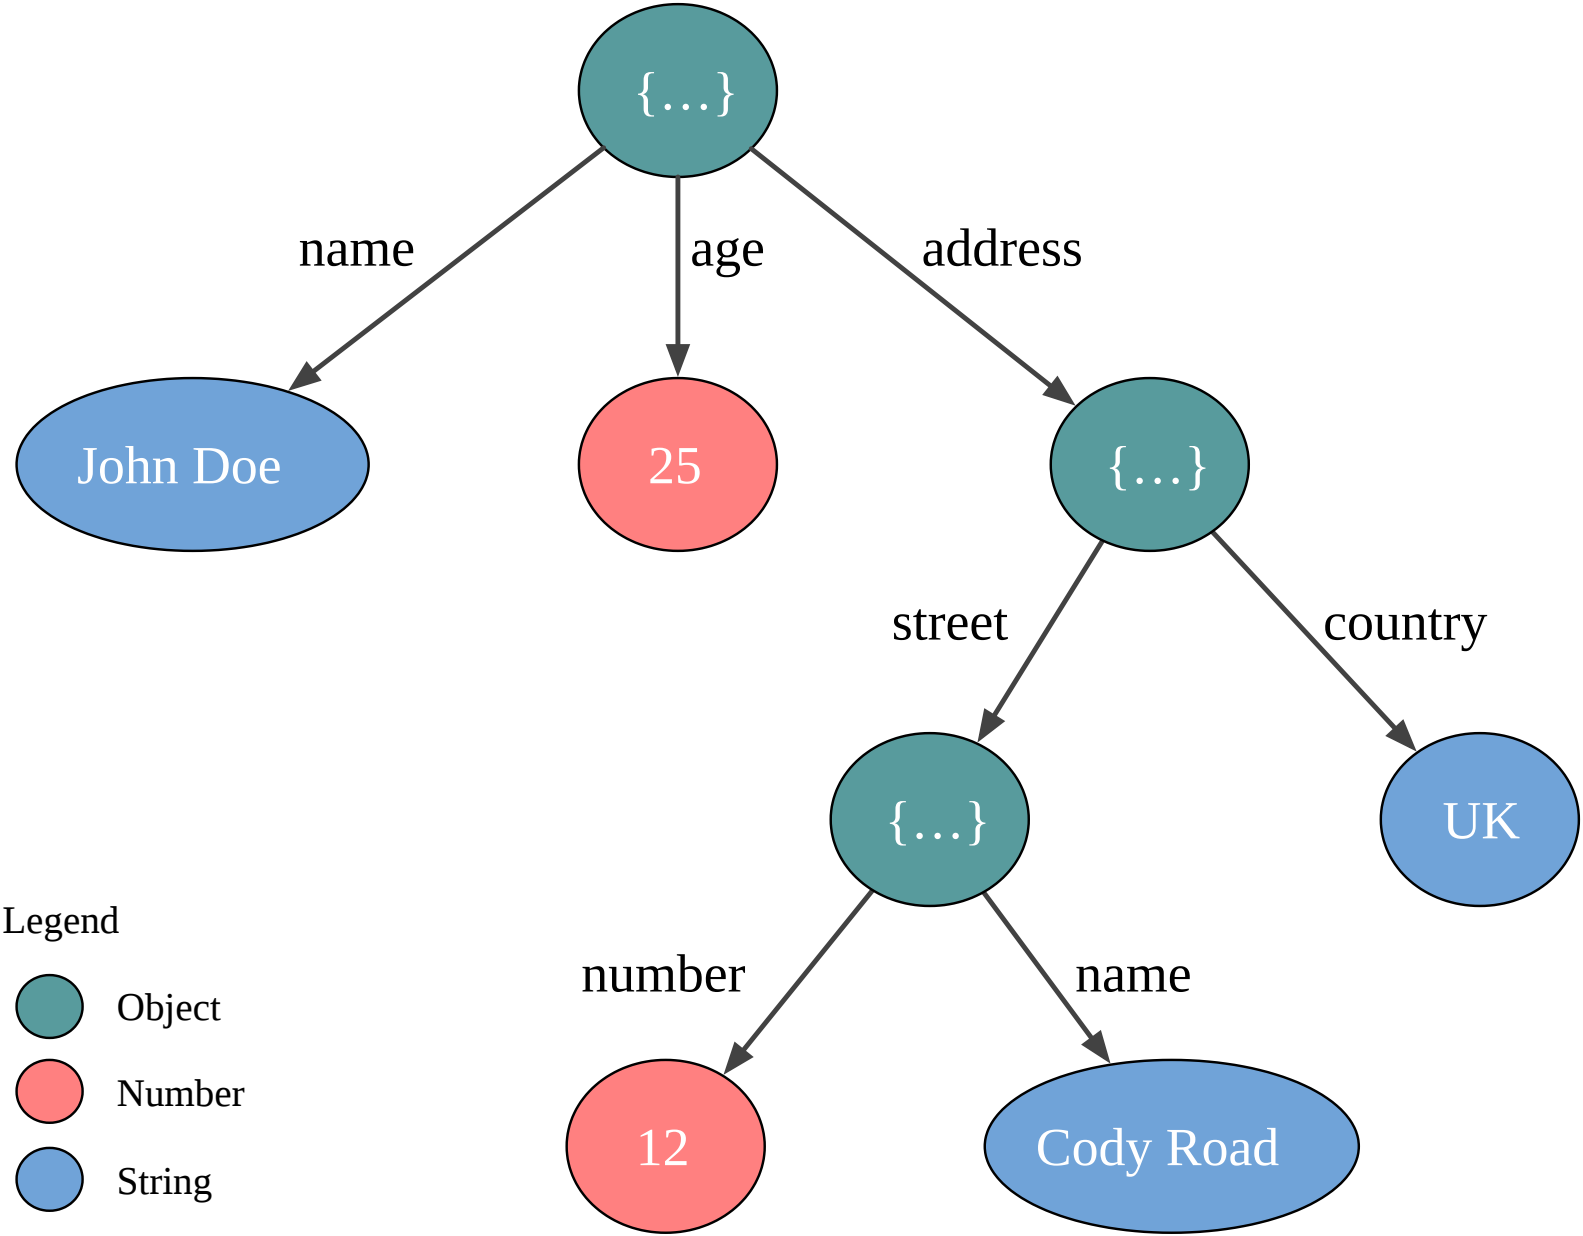 {…}
name
age
address
John Doe
25
{…}
street
country
{…}
UK
number
name
12
Cody Road
Legend
Object
Number
String